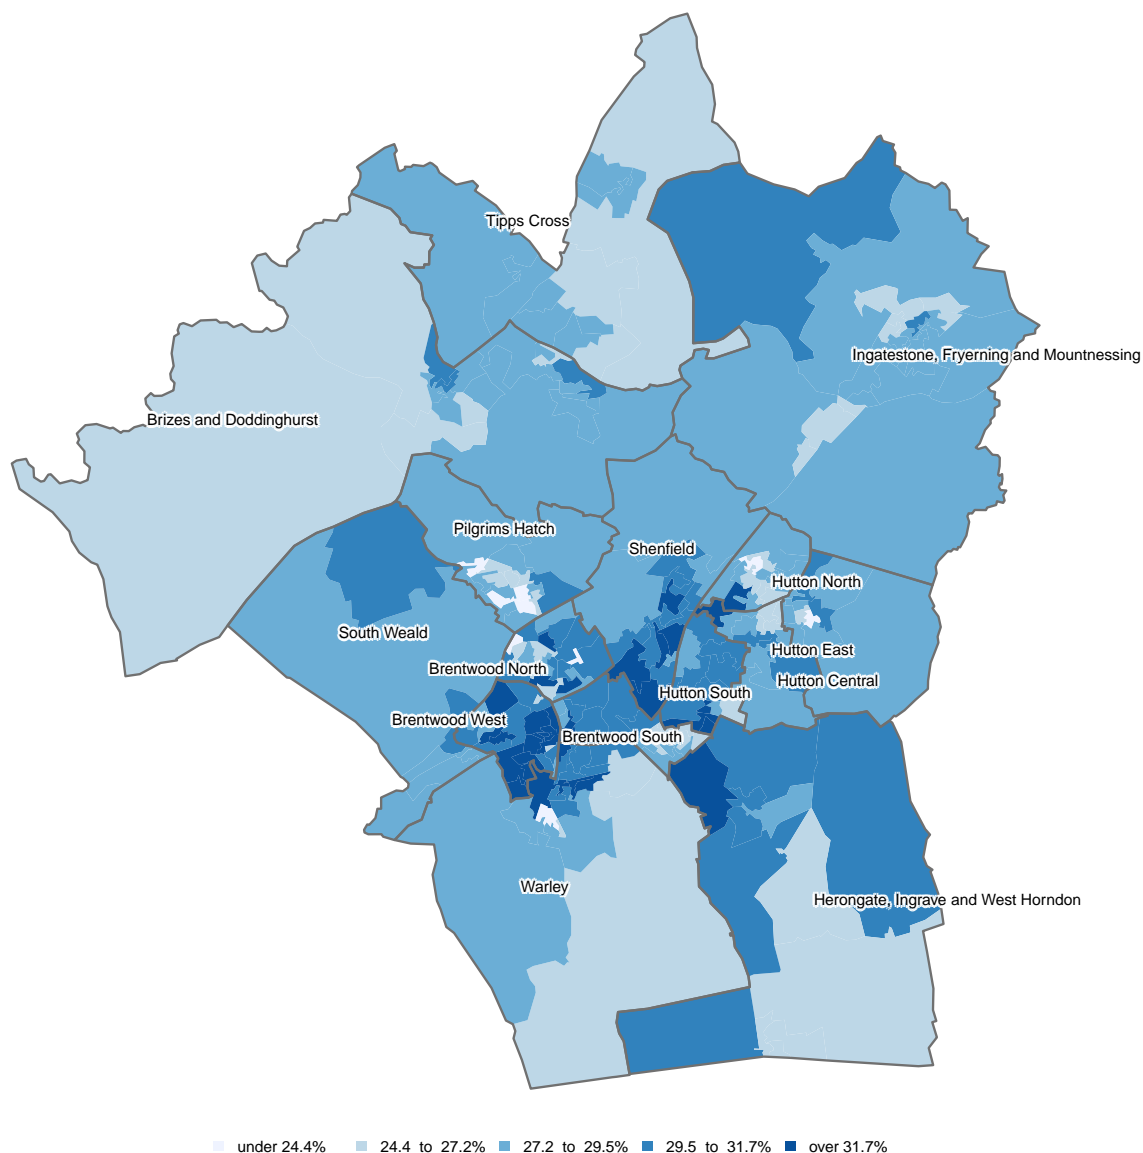 Tipps Cross
Ingatestone, Fryerning and Mountnessing
Brizes and Doddinghurst
Pilgrims Hatch
Shenfield
Hutton North
South Weald
Hutton East
Brentwood North
Hutton Central
Hutton South
Brentwood West
Brentwood South
Warley
Herongate, Ingrave and West Horndon
under 24.4% 24.4 to 27.2% 27.2 to 29.5% 29.5 to 31.7% over 31.7%